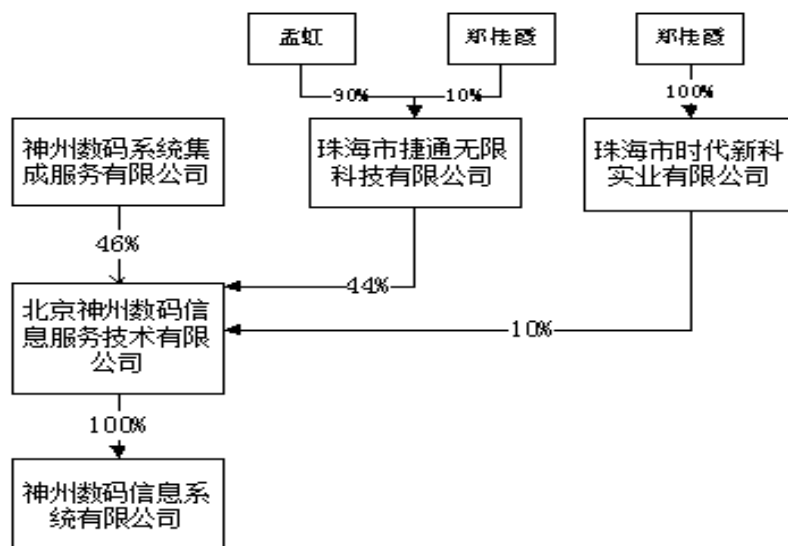 孟虹
郑桂霞
郑桂霞
90%
10%
100%
神州数码系统集
成服务有限公司
珠海市捷通无限
科技有限公司
珠海市时代新科
实业有限公司
46%
44%
北京神州数码信
息服务技术有限
公司
10%
100%
神州数码信息系
统有限公司